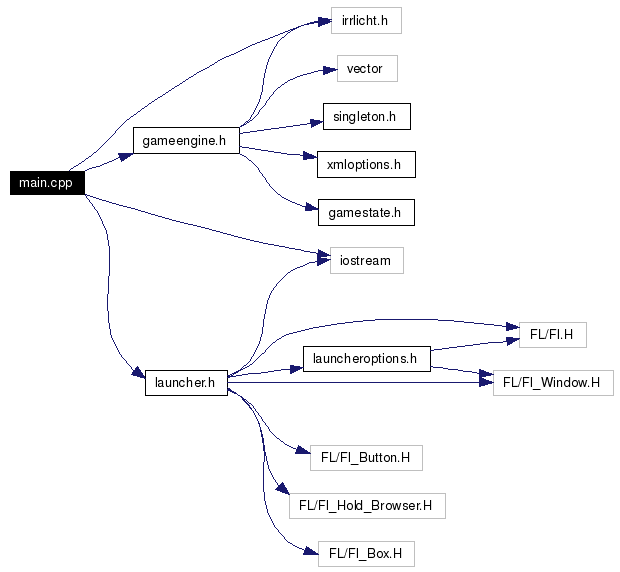 irrlicht.h
vector
singleton.h
gameengine.h
xmloptions.h
main.cpp
gamestate.h
iostream
FL/Fl.H
launcheroptions.h
launcher.h
FL/Fl_Window.H
FL/Fl_Button.H
FL/Fl_Hold_Browser.H
FL/Fl_Box.H